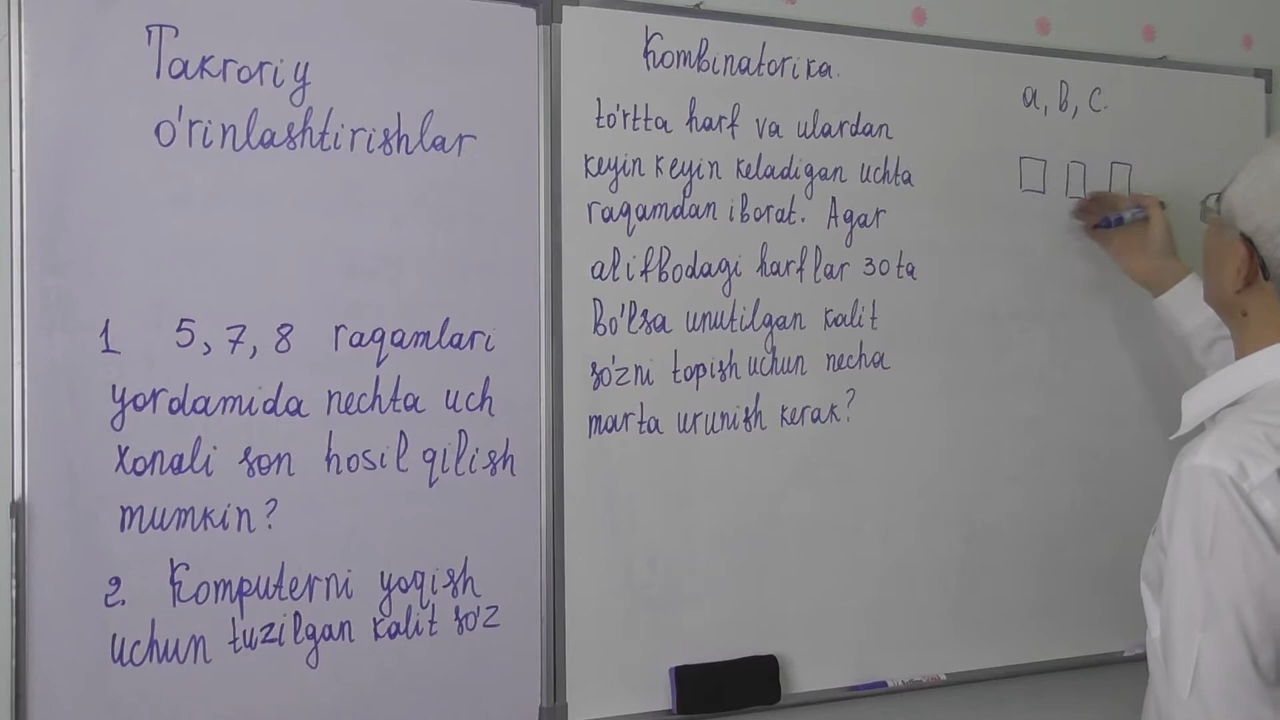 Takroriy
o'rinlashtirishlar
1 5, 7, 8 raqamlari
yordamida nechta uch
xonali son hosil qilish
mumkin?
2. Komputerni yoqish
uchun tuzilgan kalit so'z
Kombinatorika.
to'rtta harf va ulardan
keyin keyin keladigan uchta
raqamdan iborat. Agar
alifbodagi harflar 30 ta
Bo'lsa unutilgan kalit
so'zni topish uchun necha
marta urunish kerak?
a, b, c.